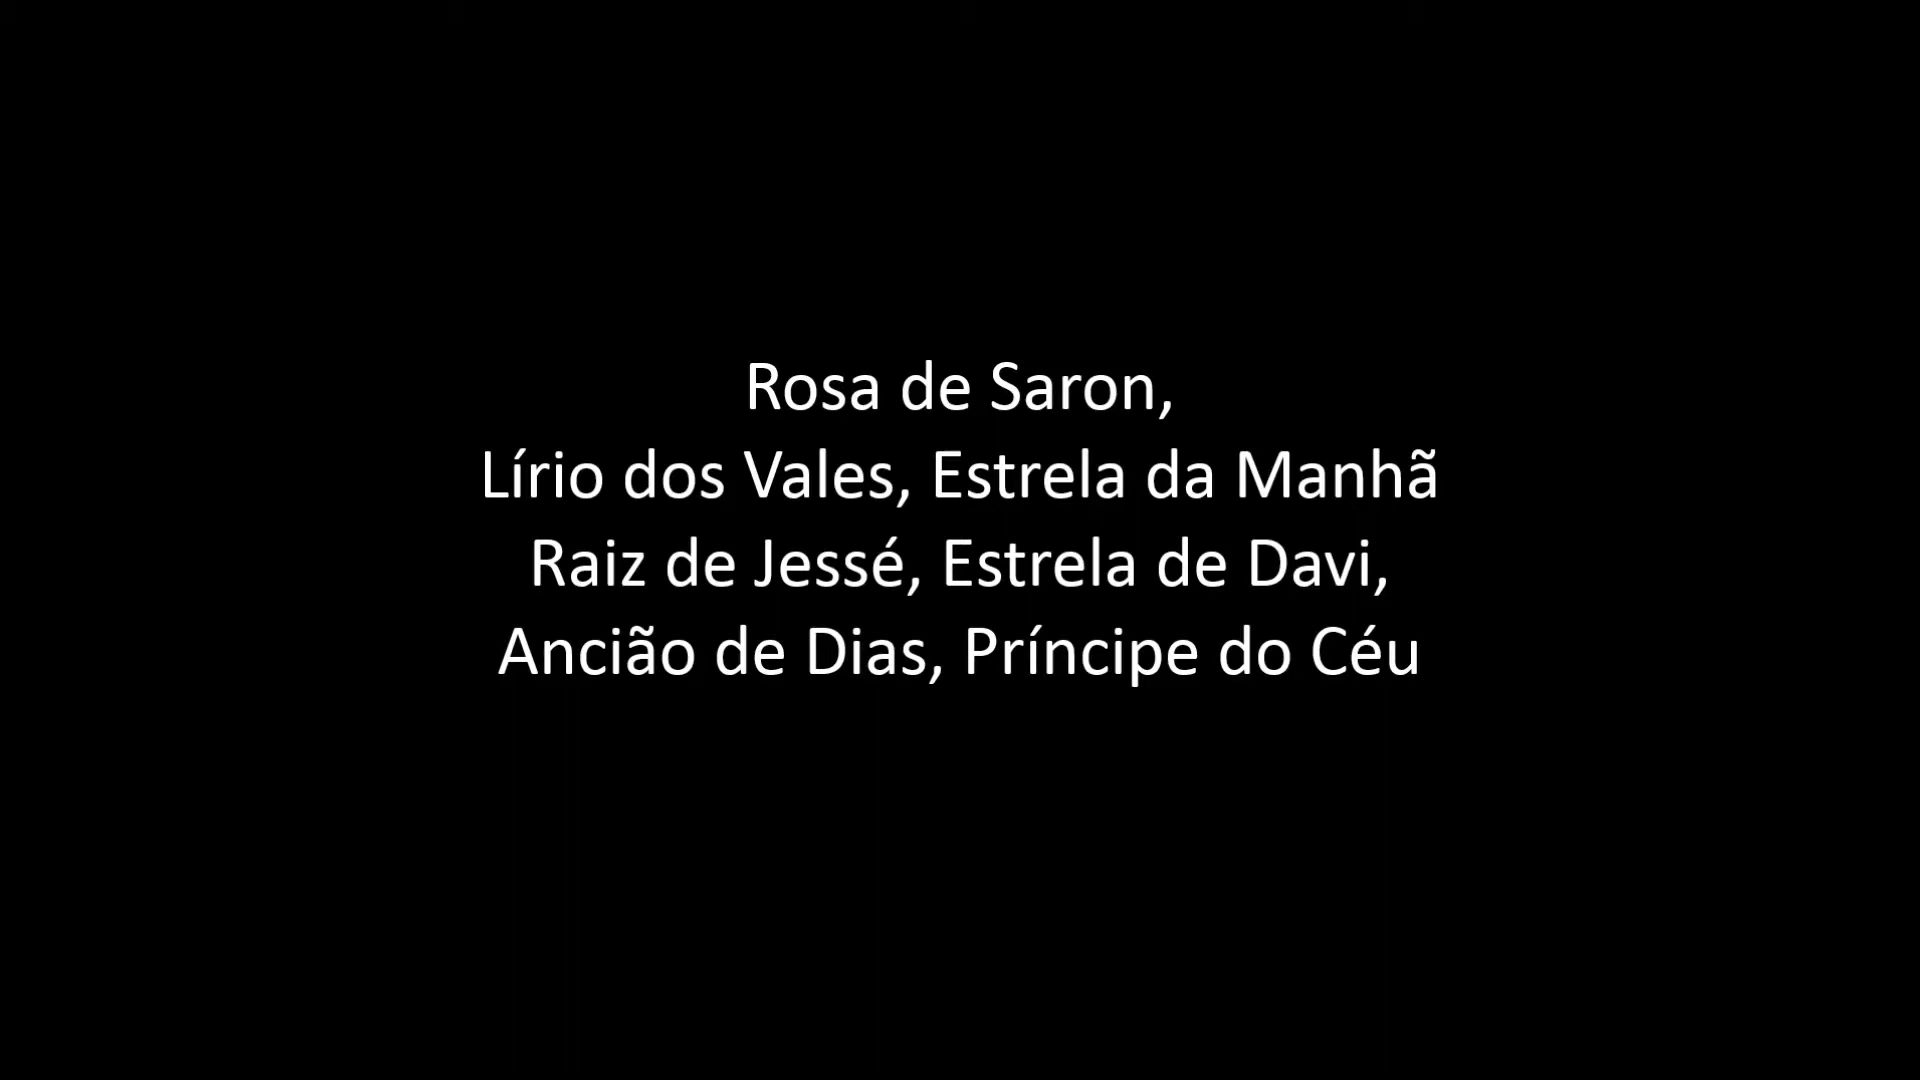 Rosa de Saron,
Lírio dos Vales, Estrela da Manhã
Raiz de Jessé, Estrela de Davi,
Ancião de Dias, Príncipe do Céu